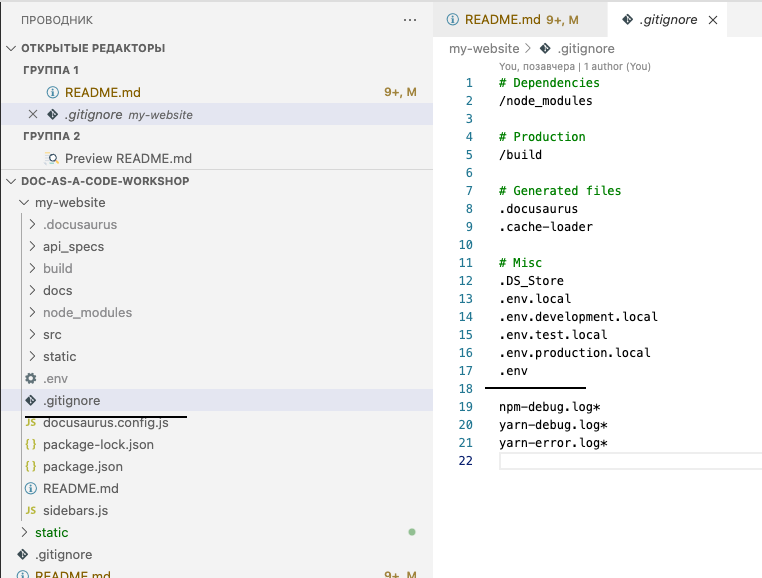 ПРОВОДНИК
ОТКРЫТЫЕ РЕДАКТОРЫ
ГРУППА 1
README.md 9+, M
.gitignore my-website
ГРУППА 2
Preview README.md
DOC-AS-A-CODE-WORKSHOP
my-website
.docusaurus
api_specs
build
docs
node_modules
src
static
.env
.gitignore
JS docusaurus.config.js
{} package-lock.json
{} package.json
README.md
JS sidebars.js
static
.gitignore
README.md 9+, M
README.md 9+, M
.gitignore
my-website > .gitignore
You, позавчера | 1 author (You)
1 # Dependencies
2 /node_modules
3
4 # Production
5 /build
6
7 # Generated files
8 .docusaurus
9 .cache-loader
10
11 # Misc
12 .DS_Store
13 .env.local
14 .env.development.local
15 .env.test.local
16 .env.production.local
17 .env
18
19 npm-debug.log*
20 yarn-debug.log*
21 yarn-error.log*
22